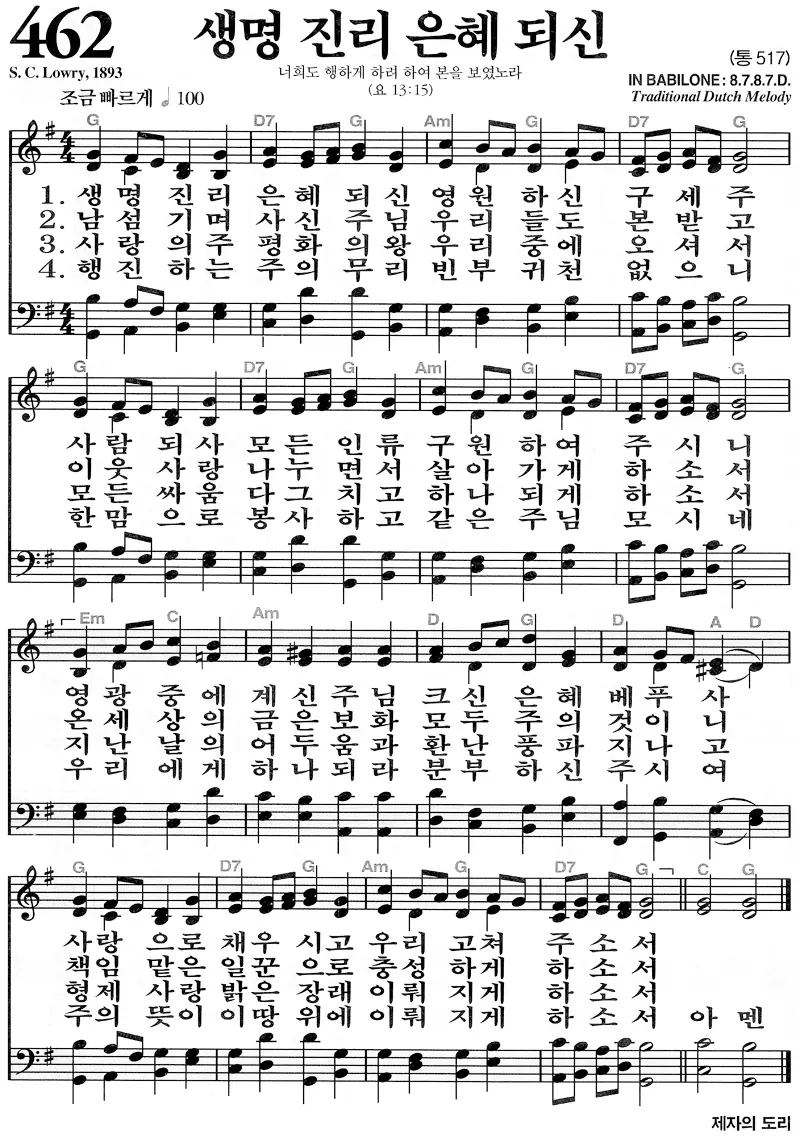 462 생명 진리 은혜 되신
(통 517)
S. C. Lowry, 1893
너희도 행하게 하려 하여 본을 보였노라
(요 13:15)
IN BABILONE : 8.7.8.7.D.
Traditional Dutch Melody
조금 빠르게 ♩ 100
G D7 G Am G D7 G
4 4
1. 생 명 진 리 은 혜 되 신 영 원 하 신 구 세 주
2. 남 섬 기 며 사 신 주 님 우 리 들 도 본 받 고
3. 사 랑 의 주 평 화 의 왕 우 리 중 에 오 셔 서
4. 행 진 하 는 주 의 무 리 빈 부 귀 천 없 으 니
4 4
G D7 G Am G D7 G
사 람 되 사 모 든 인 류 구 원 하 여 주 시 니
이 웃 사 랑 나 누 면 서 살 아 가 게 하 소 서
모 든 싸 움 다 그 치 고 하 나 되 게 하 소 서
한 맘 으 로 봉 사 하 고 같 은 주 님 모 시 네
Em C Am D G D A D
영 광 중 에 계 신 주 님 크 신 은 혜 베 푸 사
온 세 상 의 금 은 보 화 모 두 주 의 것 이 니
지 난 날 의 어 두 움 과 환 난 풍 파 지 나 고
우 리 에 게 하 나 되 라 분 부 하 신 주 시 여
G D7 G Am G D7 G C G
사 랑 으 로 채 우 시 고 우 리 고 쳐 주 소 서
책 임 맡 은 일 꾼 으 로 충 성 하 게 하 소 서
형 제 사 랑 밝 은 장 래 이 뤄 지 게 하 소 서
주 의 뜻 이 이 땅 위 에 이 뤄 지 게 하 소 서 아 멘
제자의 도리